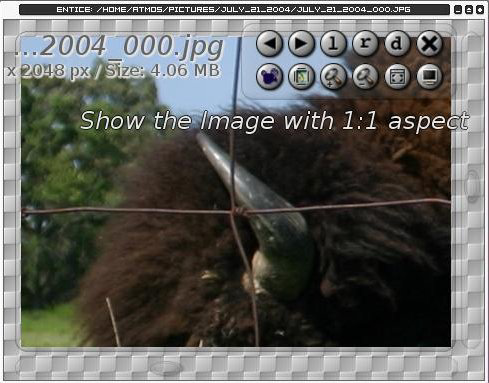 ENTICE: /HOME/ATMOS/PICTURES/JULY_21_2004/JULY_21_2004_000.JPG
...2004_000.jpg
x 2048 px / Size: 4.06 MB
l r d
Show the Image with 1:1 aspect